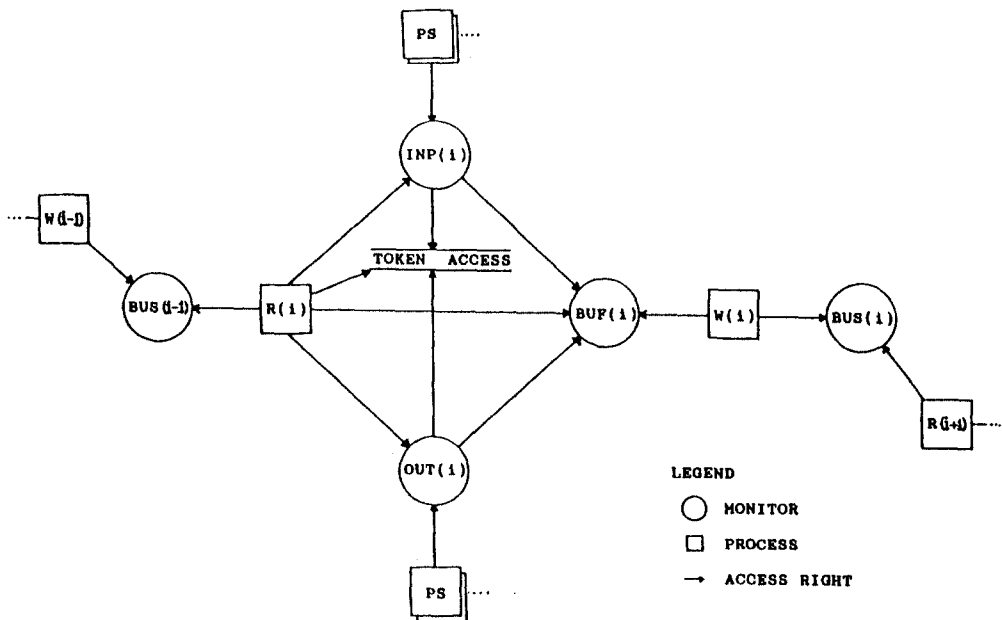 PS
INP(i)
W(i-1)
TOKEN ACCESS
BUS(i-1)
R(i)
BUF(i)
W(i)
BUS(i)
R(i+1)
OUT(i)
LEGEND
MONITOR
PROCESS
ACCESS RIGHT
PS